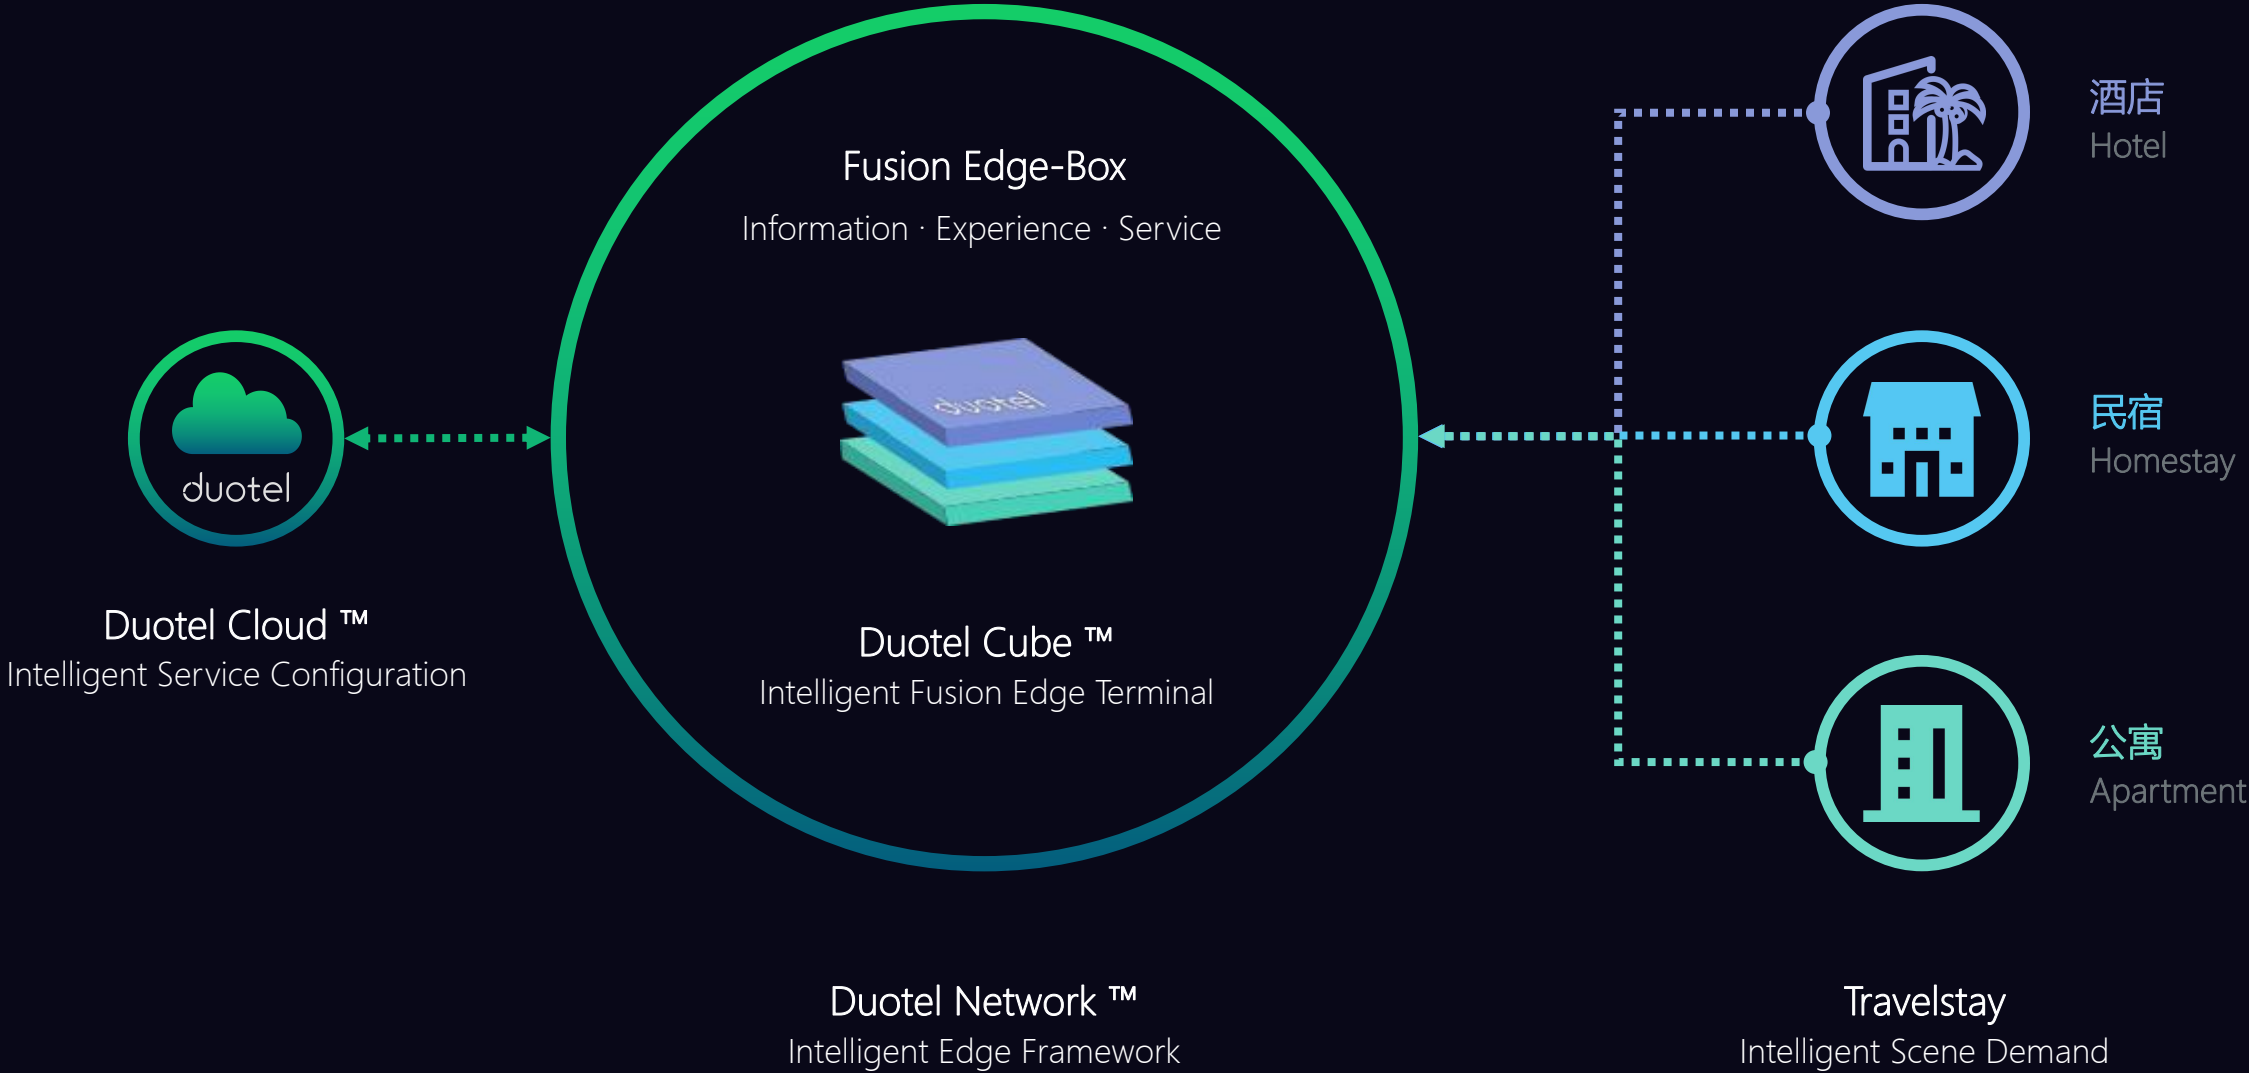 duotel
Duotel Cloud ™
Intelligent Service Configuration
Fusion Edge-Box
Information · Experience · Service
duotel
Duotel Cube ™
Intelligent Fusion Edge Terminal
Duotel Network ™
Intelligent Edge Framework
酒店
Hotel
民宿
Homestay
公寓
Apartment
Travelstay
Intelligent Scene Demand